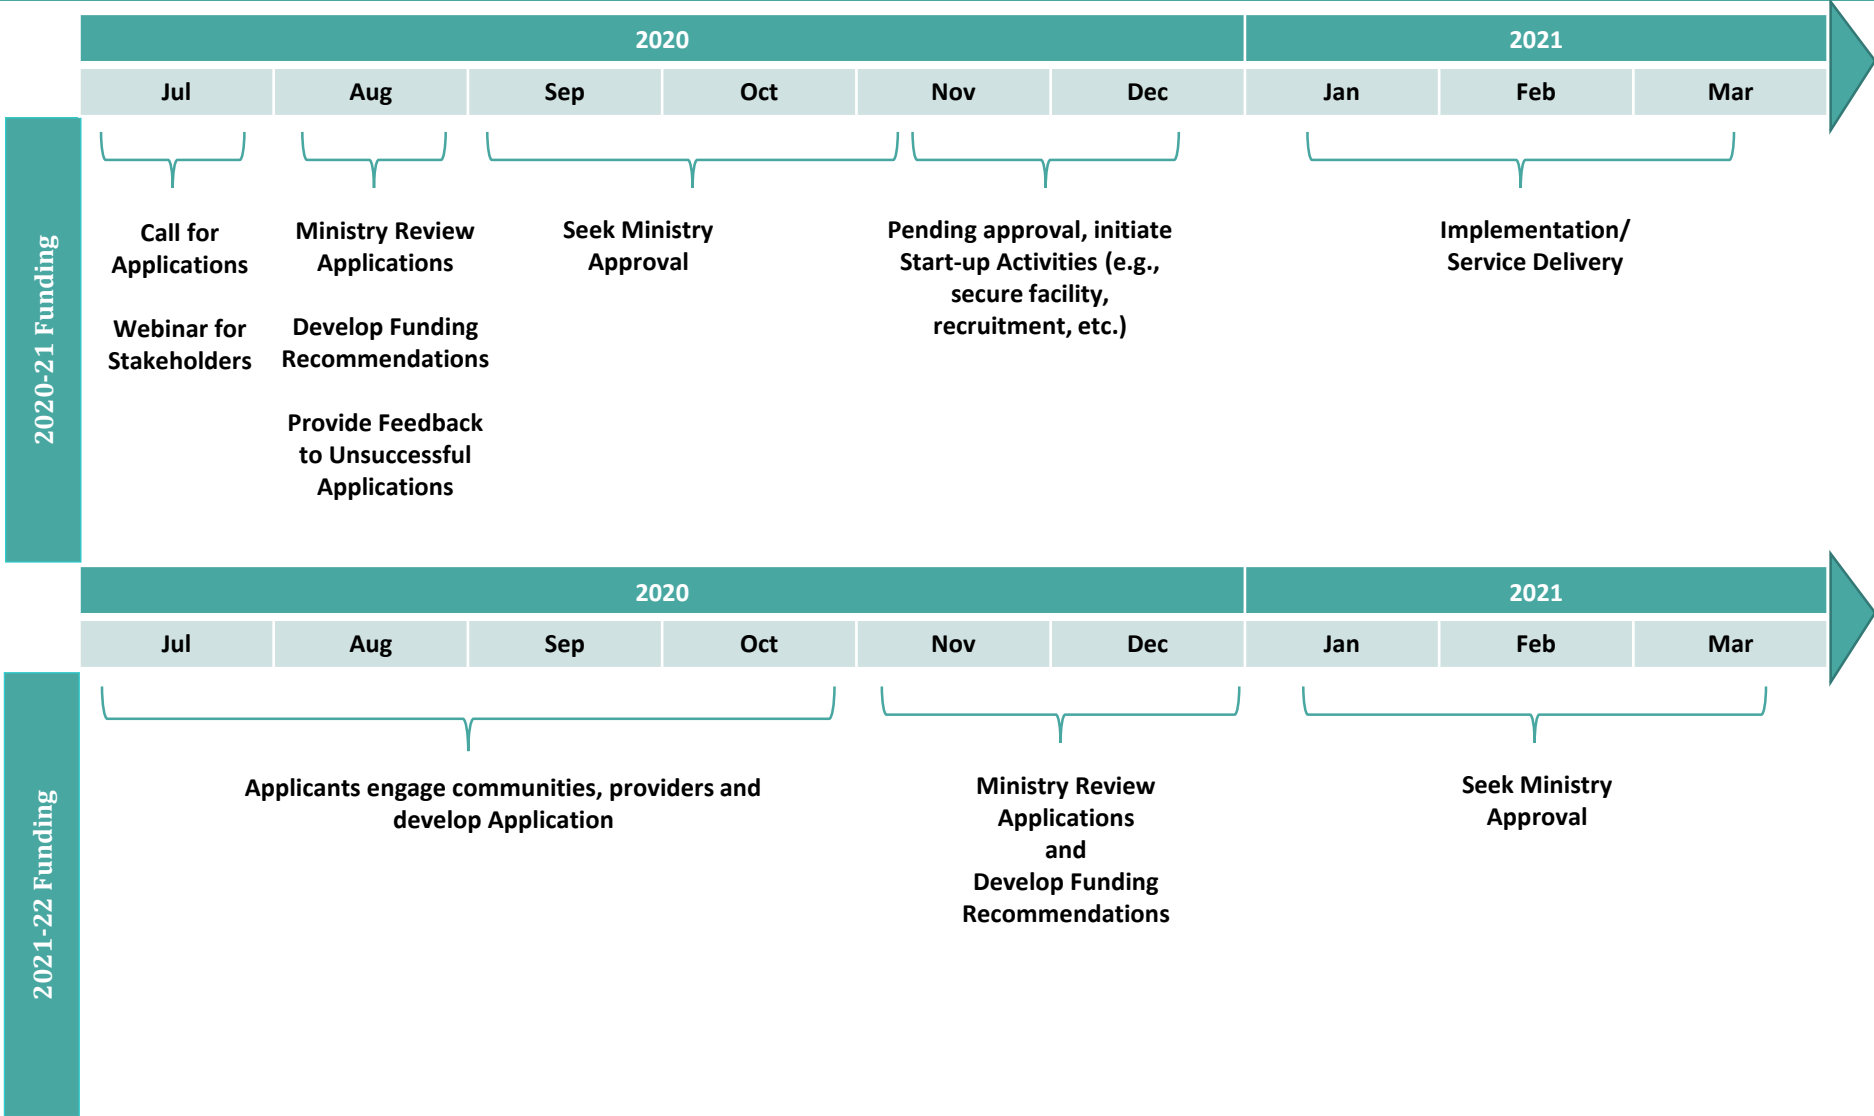 2020
2021
Jul
Aug
Sep
Oct
Nov
Dec
Jan
Feb
Mar
2020-21 Funding
Call for
Applications
Webinar for
Stakeholders
Ministry Review
Applications
Develop Funding
Recommendations
Provide Feedback
to Unsuccessful
Applications
Seek Ministry
Approval
Pending approval, initiate
Start-up Activities (e.g.,
secure facility,
recruitment, etc.)
Implementation/
Service Delivery
2020
2021
Jul
Aug
Sep
Oct
Nov
Dec
Jan
Feb
Mar
2021-22 Funding
Applicants engage communities, providers and
develop Application
Ministry Review
Applications
and
Develop Funding
Recommendations
Seek Ministry
Approval